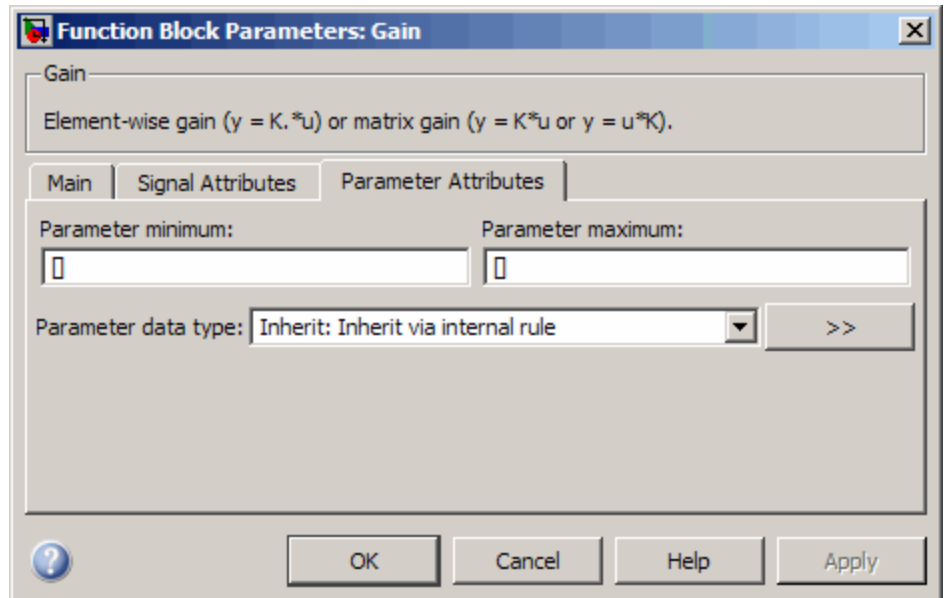 Function Block Parameters: Gain
Gain
Element-wise gain (y = K.*u) or matrix gain (y = K*u or y = u*K).
Main Signal Attributes Parameter Attributes
Parameter minimum: Parameter maximum:
[] []
Parameter data type: Inherit: Inherit via internal rule >>
? OK Cancel Help Apply